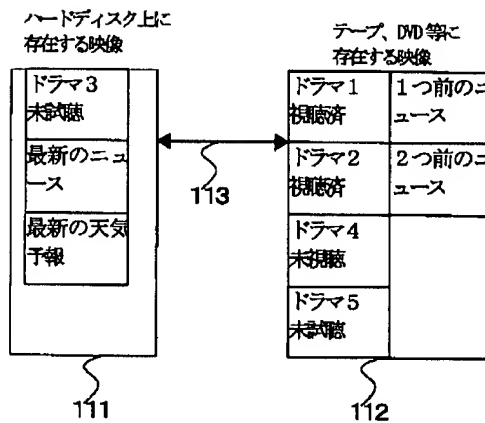 ハードディスク上に
存在する映像
ドラマ3
未試聴
最新のニュ
ース
最新の天気
予報
111
113
テープ、DVD等に
存在する映像
ドラマ1
視聴済
1つ前のニ
ュース
ドラマ2
視聴済
2つ前のニ
ュース
ドラマ4
未視聴
ドラマ5
未試聴
112